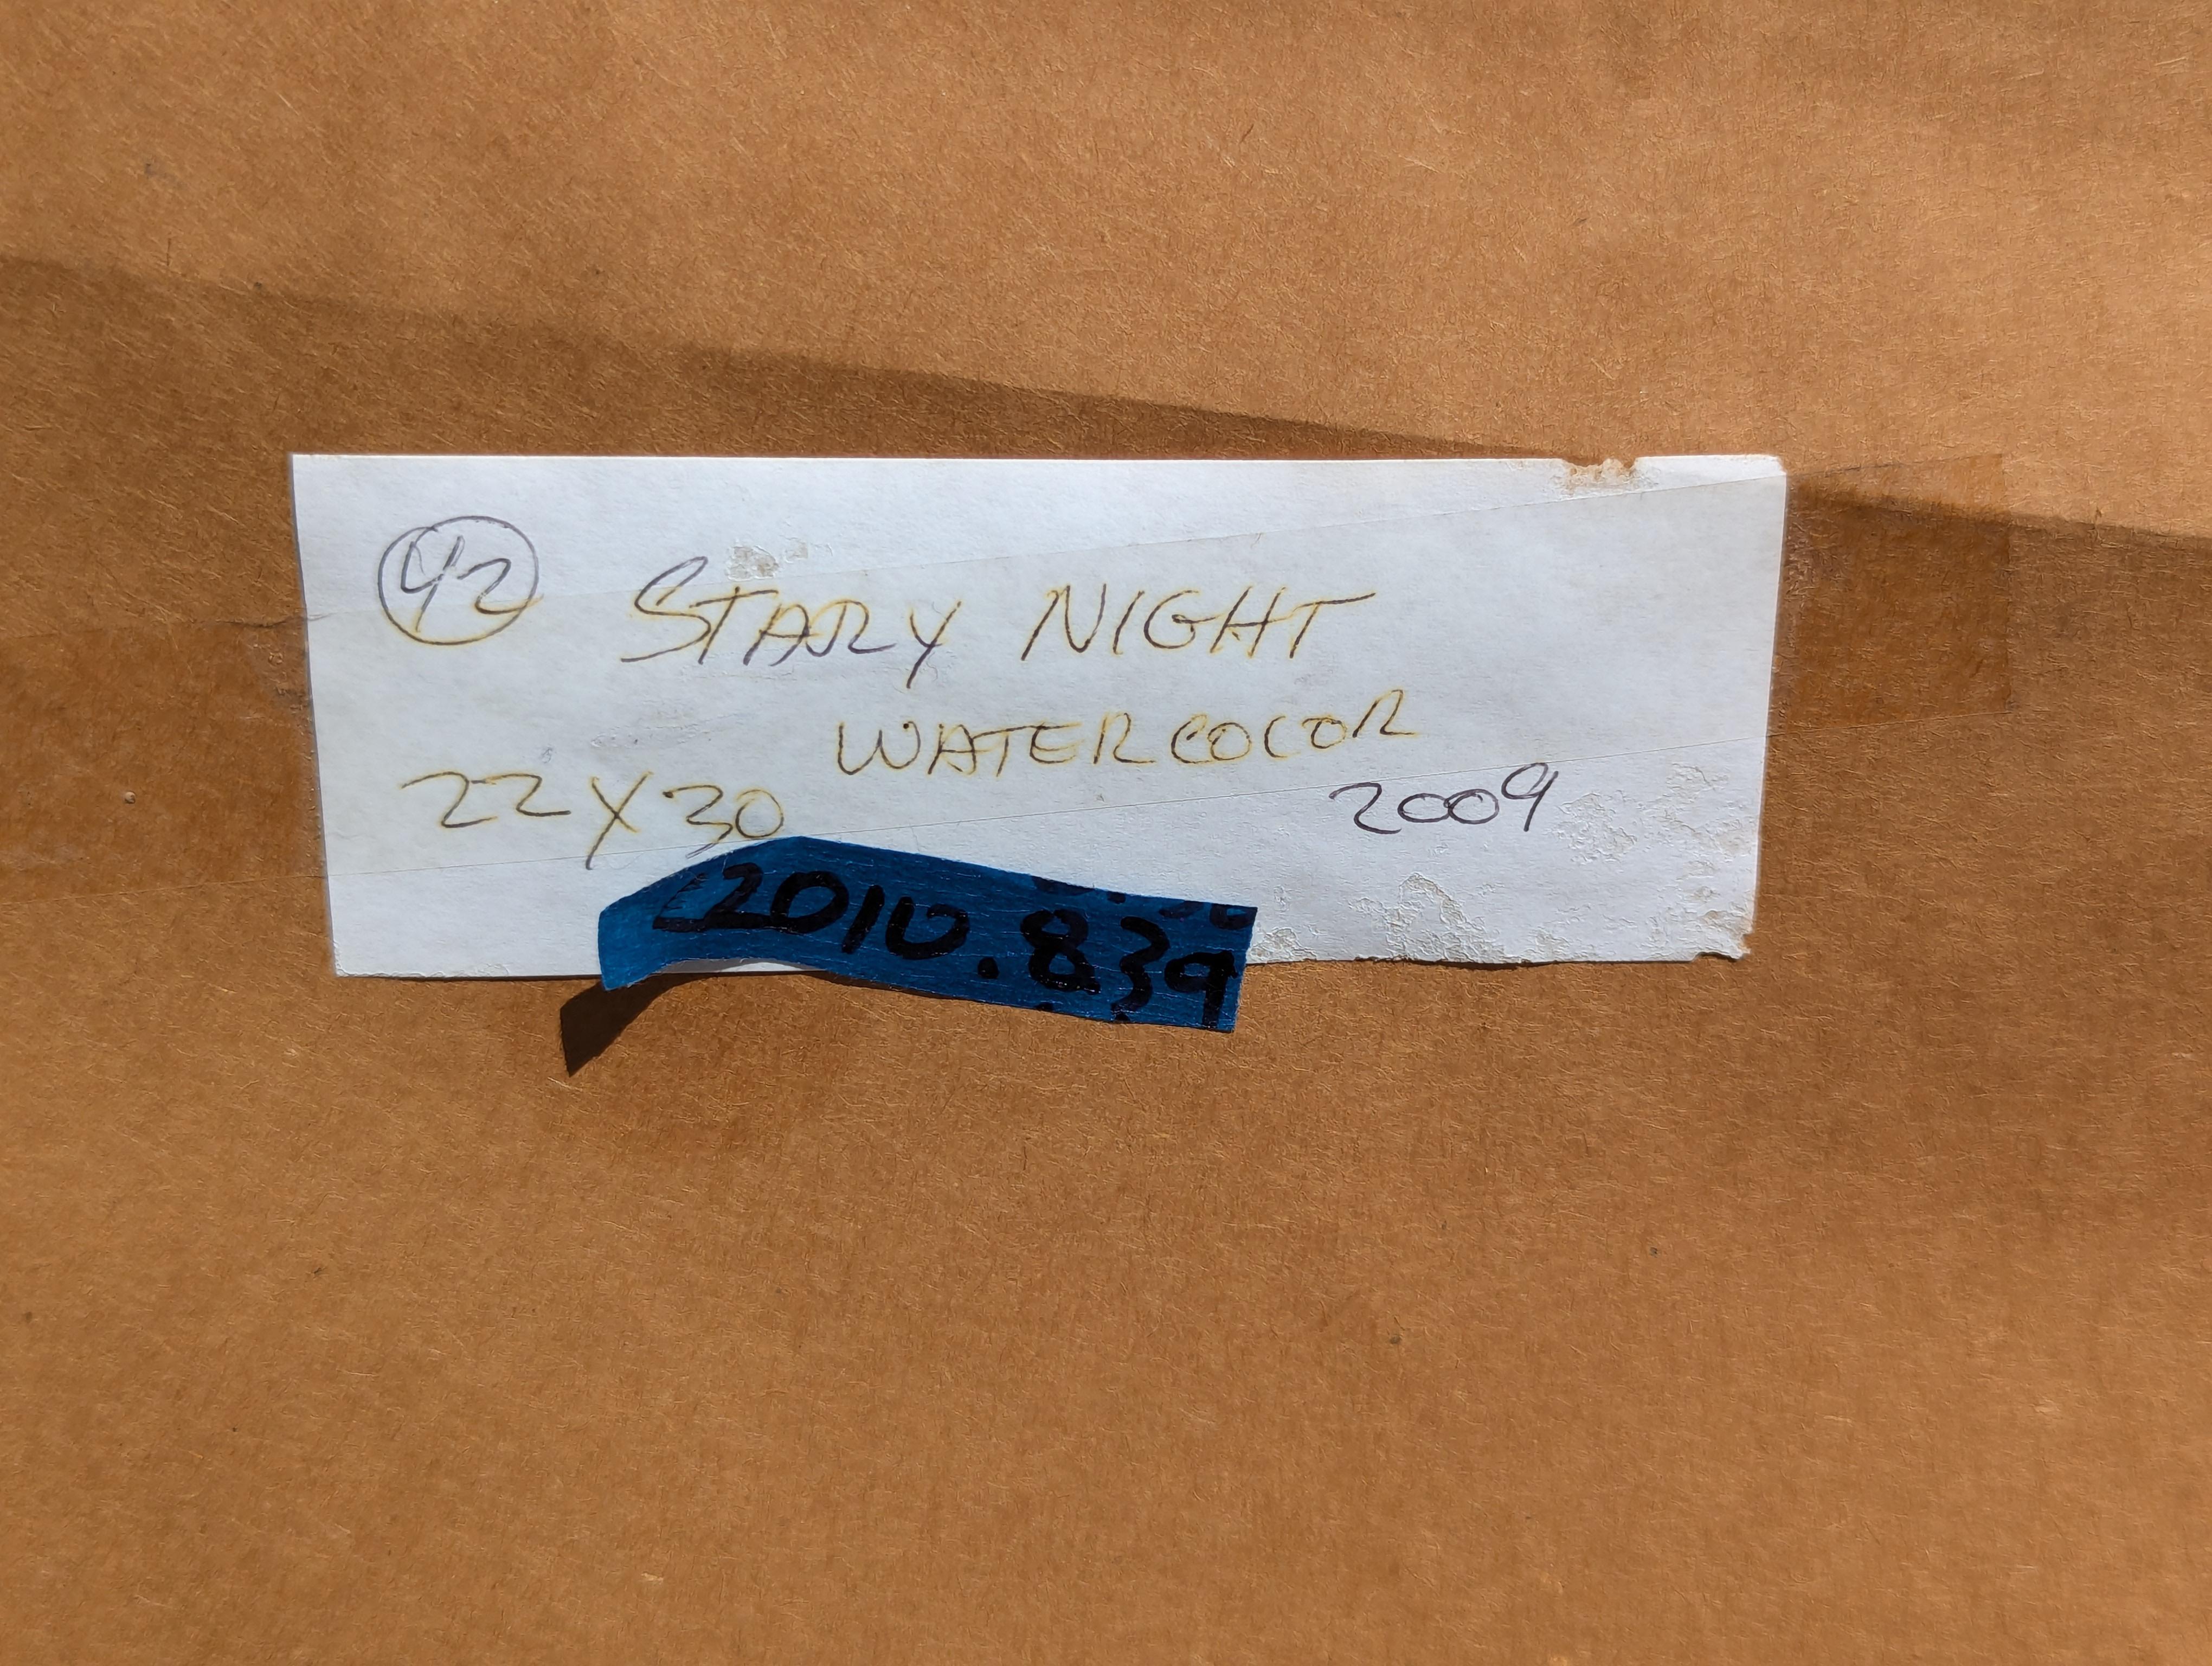 42 STARY NIGHT
WATERCOLOR
22X30
2009
2010.839